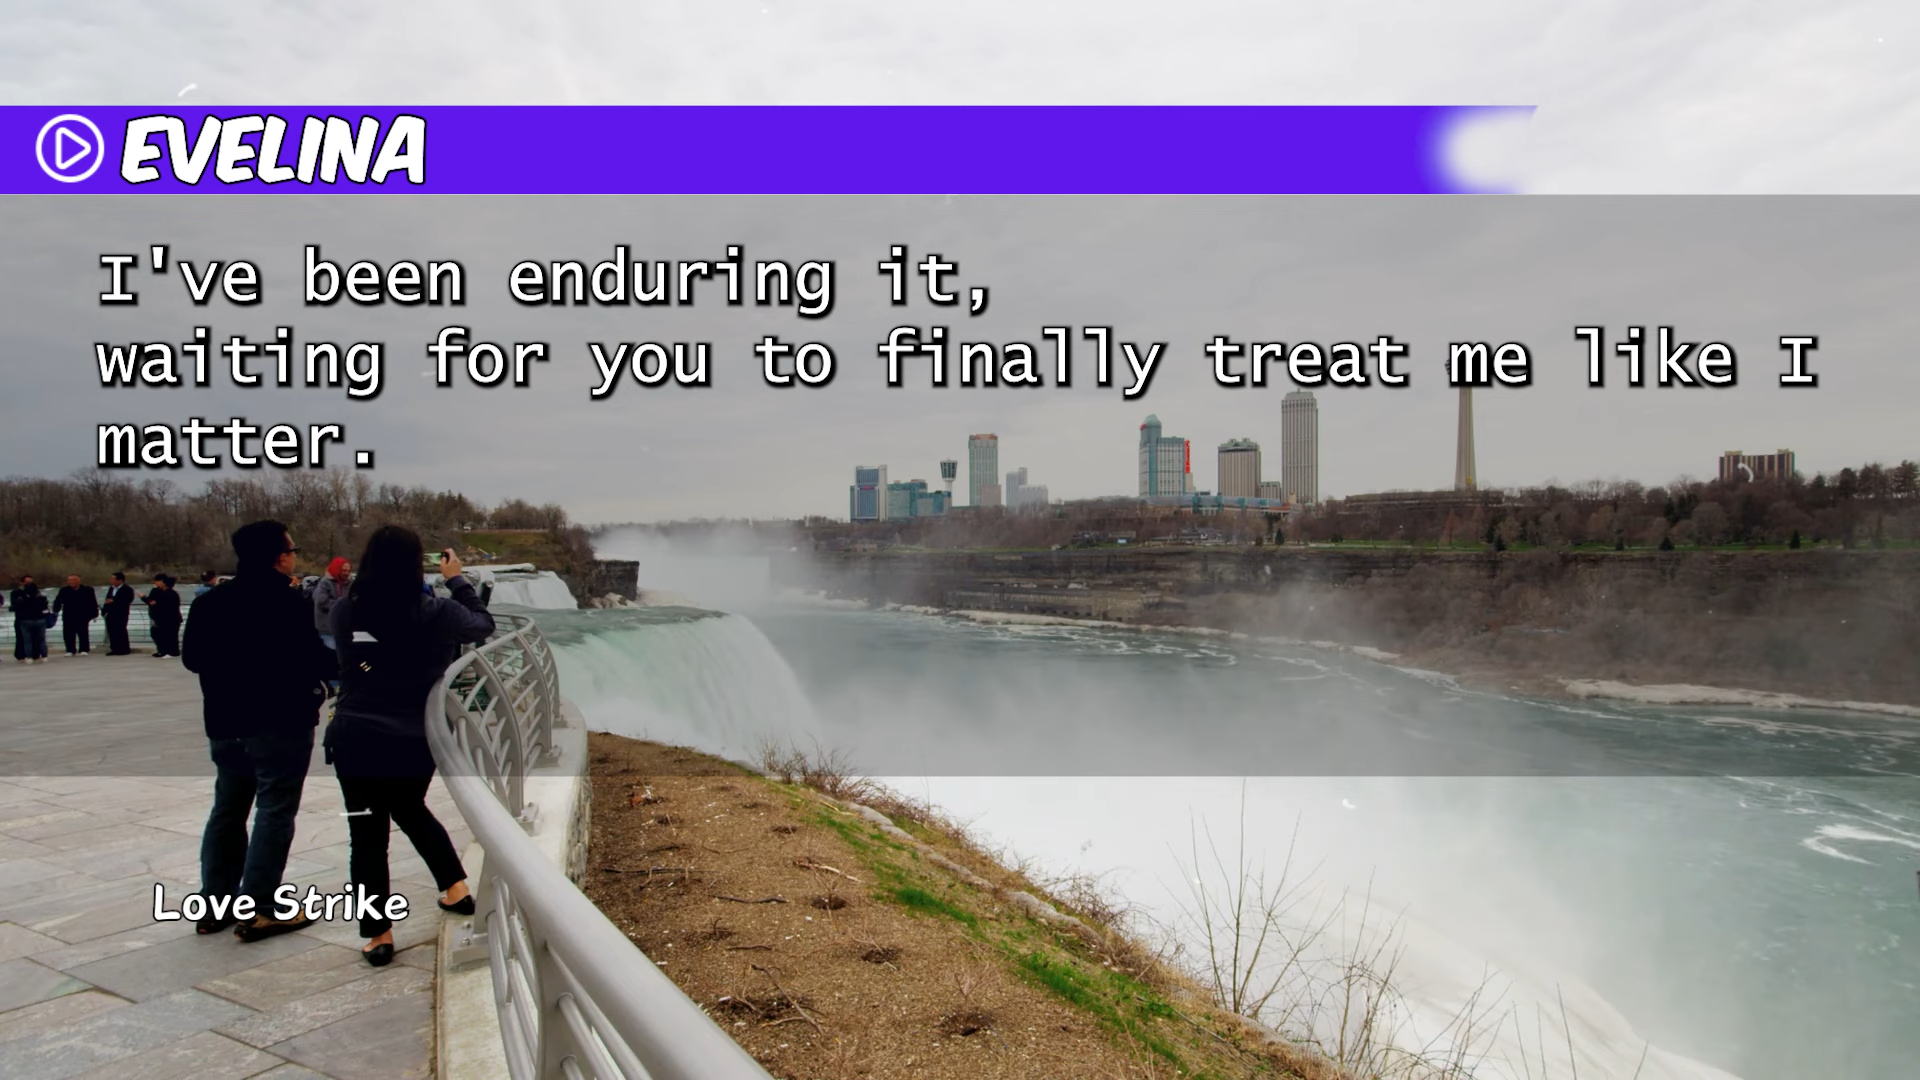 EVELINA
I've been enduring it,
waiting for you to finally treat me like I
matter.
Love Strike